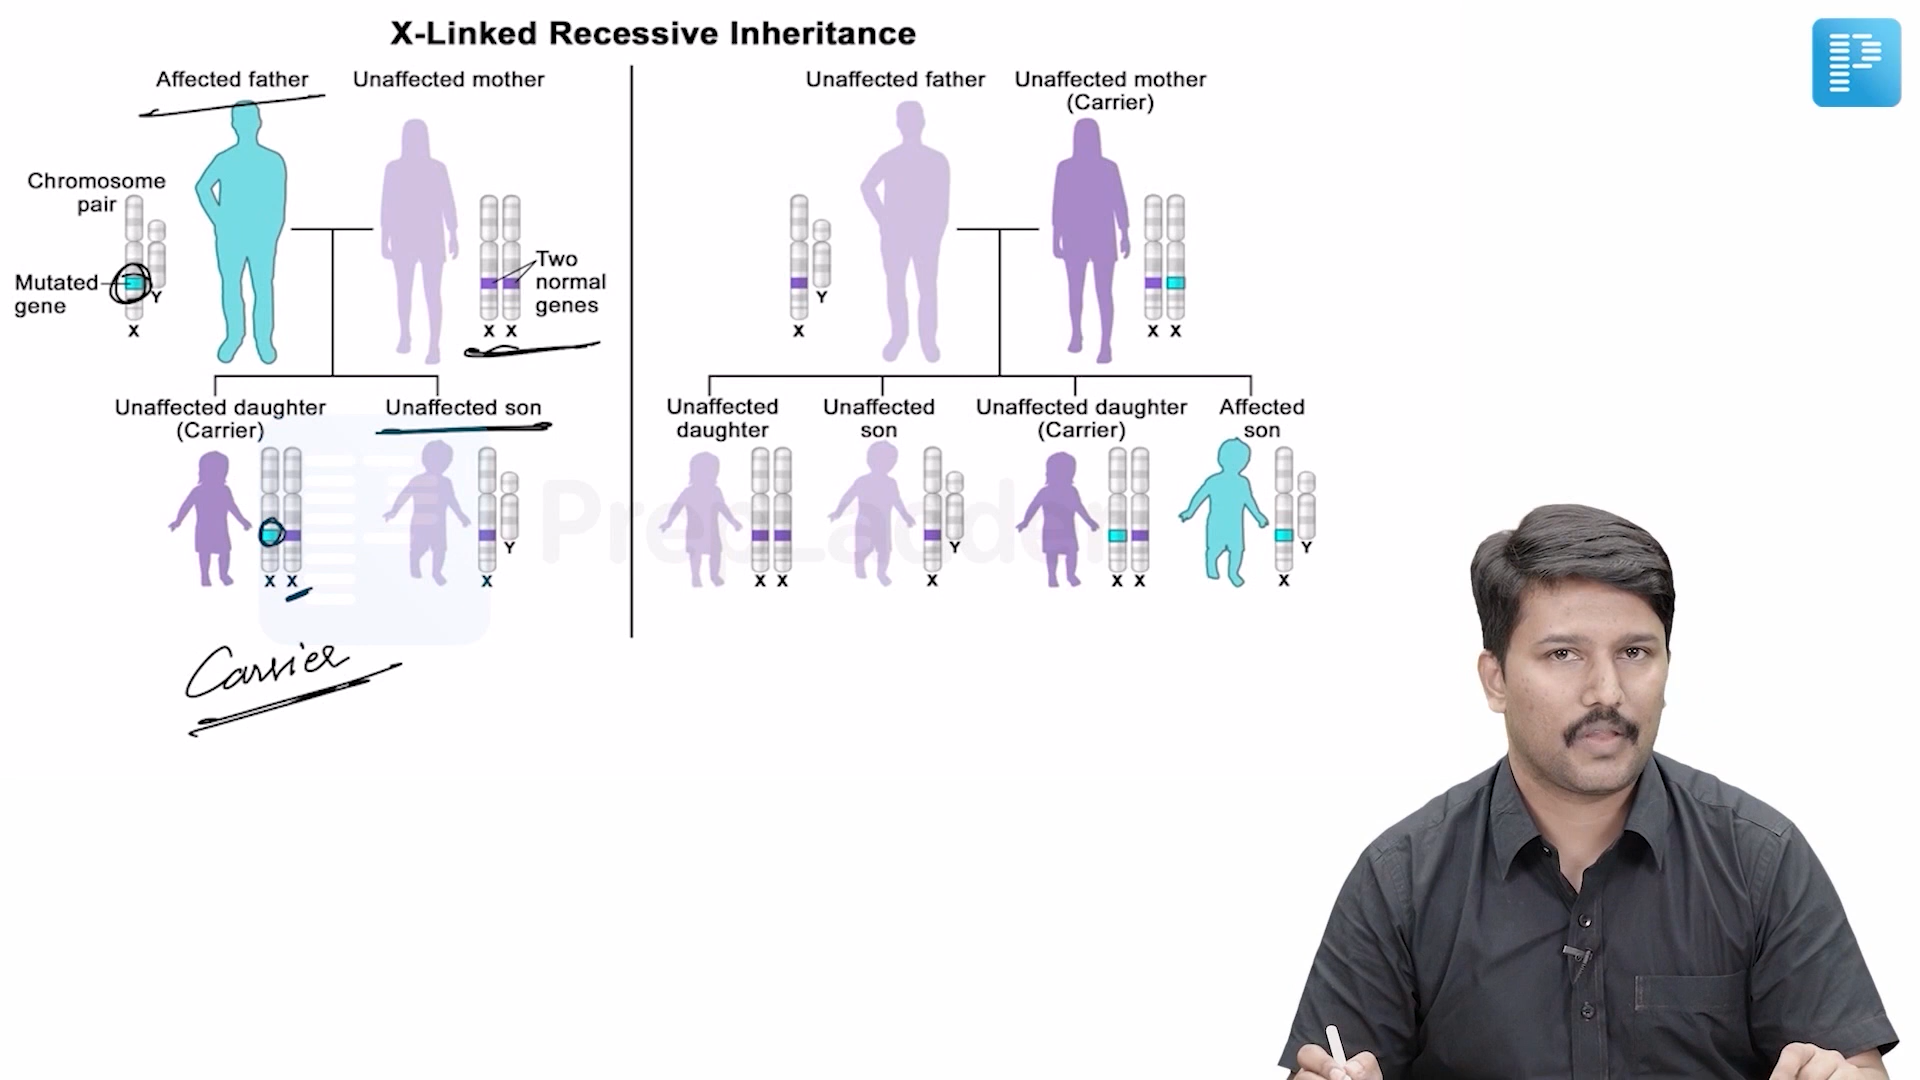 X-Linked Recessive Inheritance
Affected father
Unaffected mother
Chromosome
pair
Mutated
gene
Y
X
Two
normal
genes
X X
Unaffected daughter
(Carrier)
X X
Unaffected son
Y
X
Carrier
Unaffected father
Unaffected mother
(Carrier)
Y
X
X X
Unaffected
daughter
X X
Unaffected
son
Y
X
Unaffected daughter
(Carrier)
X X
Affected
son
Y
X
PrepLadder
P